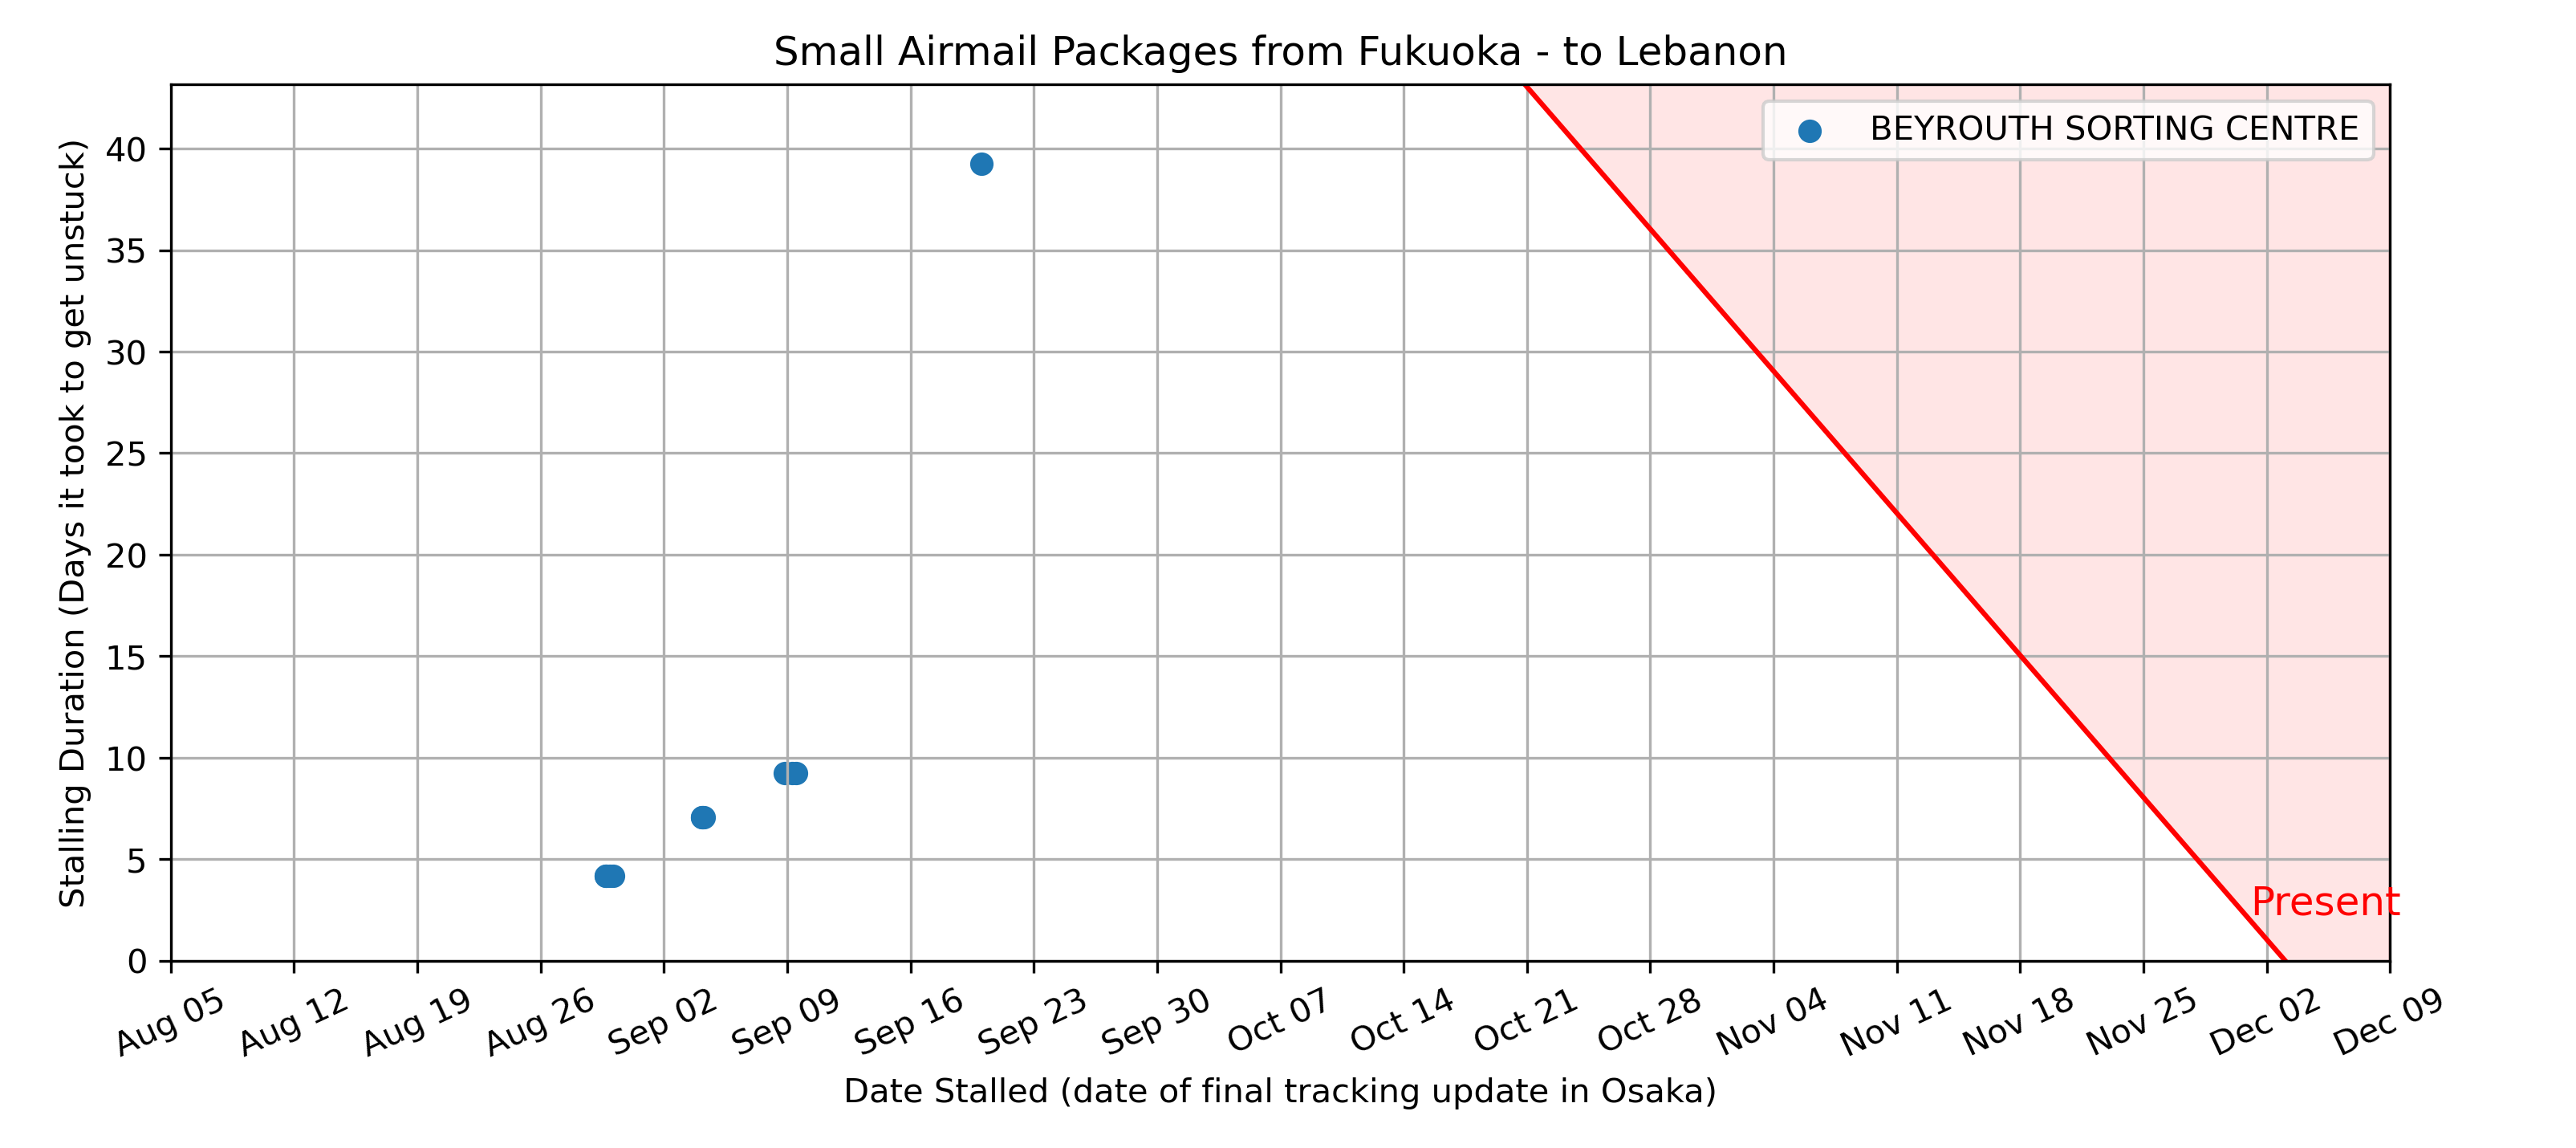 Small Airmail Packages from Fukuoka - to Lebanon
BEYROUTH SORTING CENTRE
Stalling Duration (Days it took to get unstuck)
40
35
30
25
20
15
10
5
0
Present
Aug 05
Aug 12
Aug 19
Aug 26
Sep 02
Sep 09
Sep 16
Sep 23
Sep 30
Oct 07
Oct 14
Oct 21
Oct 28
Nov 04
Nov 11
Nov 18
Nov 25
Dec 02
Dec 09
Date Stalled (date of final tracking update in Osaka)